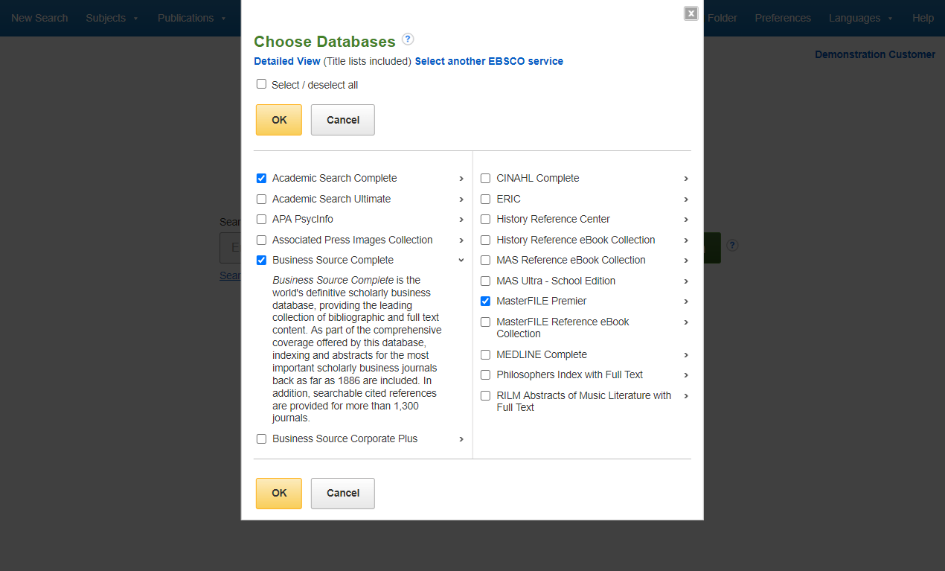 New Search Subjects Publications
Folder Preferences Languages Help
Demonstration Customer
x
Choose Databases ?
Detailed View (Title lists included) Select another EBSCO service
Select / deselect all
OK Cancel
Academic Search Complete
Academic Search Ultimate
APA PsycInfo
Associated Press Images Collection
Business Source Complete
Business Source Complete is the
world's definitive scholarly business
database, providing the leading
collection of bibliographic and full text
content. As part of the comprehensive
coverage offered by this database,
indexing and abstracts for the most
important scholarly business journals
back as far as 1886 are included. In
addition, searchable cited references
are provided for more than 1,300
journals.
Business Source Corporate Plus
CINAHL Complete
ERIC
History Reference Center
History Reference eBook Collection
MAS Reference eBook Collection
MAS Ultra - School Edition
MasterFILE Premier
MasterFILE Reference eBook
Collection
MEDLINE Complete
Philosophers Index with Full Text
RILM Abstracts of Music Literature with
Full Text
?
OK Cancel